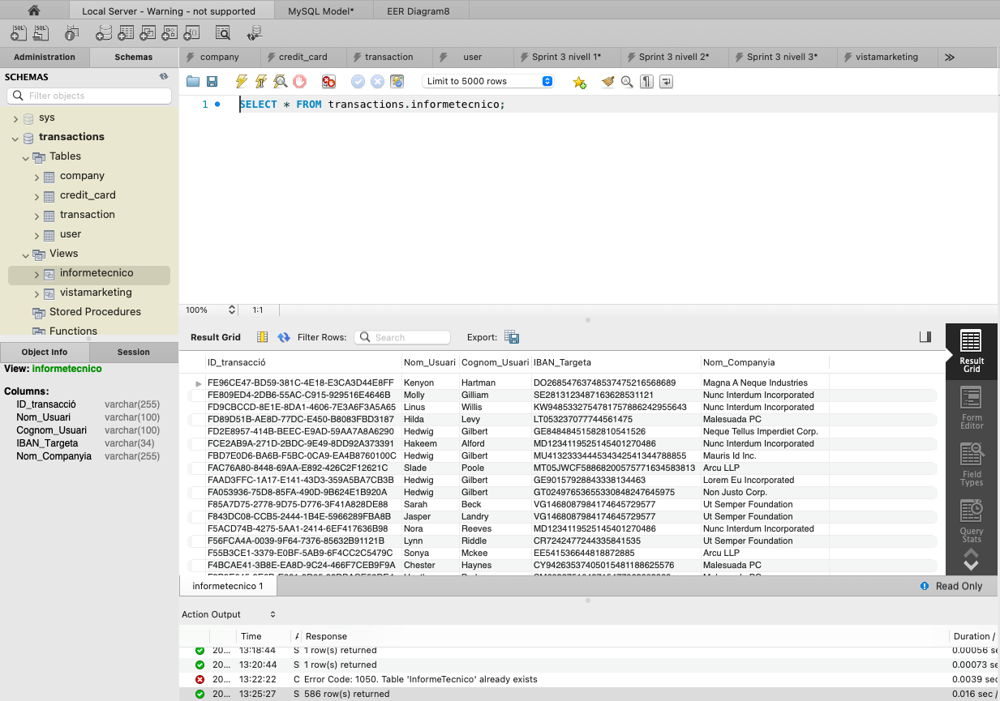 Local Server - Warning - not supported
MySQL Model*
EER Diagram8
Administration
Schemas
company
credit_card
transaction
user
Sprint 3 nivell 1*
Sprint 3 nivell 2*
Sprint 3 nivell 3*
vistamarketing
SCHEMAS
Filter objects
Limit to 5000 rows
1
SELECT * FROM transactions.informetecnico;
sys
transactions
Tables
company
credit_card
transaction
user
Views
informetecnico
vistamarketing
Stored Procedures
Functions
Object Info
Session
View: informetecnico
Columns:
ID_transacció varchar(255)
Nom_Usuari varchar(100)
Cognom_Usuari varchar(100)
IBAN_Targeta varchar(34)
Nom_Companyia varchar(255)
100%
1:1
Result Grid
Filter Rows:
Search
Export:
ID_transacció Nom_Usuari Cognom_Usuari IBAN_Targeta Nom_Companyia
FE96CE47-BD59-381C-4E18-E3CA3D44E8FF Kenyon Hartman DO26854763748537475216568689 Magna A Neque Industries
FE809ED4-2DB6-55AC-C915-929516E4646B Molly Gilliam SE2813123487163628531121 Nunc Interdum Incorporated
FD9CBCCD-8E1E-8DA1-4606-7E3A6F3A5A65 Linus Willis KW9485332754781757886242955643 Nunc Interdum Incorporated
FD89D51B-AE8D-77DC-E450-B8083FBD3187 Hilda Levy LT053237077744561475 Malesuada PC
FD2E8957-414B-BEEC-E9AD-59AA7A8A6290 Hedwig Gilbert GE84848451582810541526 Neque Tellus Imperdiet Corp.
FCE2AB9A-271D-2BDC-9E49-8DD92A373391 Hakeem Alford MD1234119525145401270486 Nunc Interdum Incorporated
FBD7E0D6-BA6B-F5BC-0CA9-EA4B8760100C Hedwig Gilbert MU4132333444534342541344788855 Mauris Id Inc.
FAC76A80-8448-69AA-E892-426C2F12621C Slade Poole MT05JWCF58868200575771634583813 Arcu LLP
FAAD3FFC-1A17-E141-43D3-359A5BA7CB3B Hedwig Gilbert GE90157928843338134463 Lorem Eu Incorporated
FA053936-75D8-85FA-490D-9B624E1B920A Hedwig Gilbert GT02497653655330848247645975 Non Justo Corp.
F85A7D75-2778-9D75-D776-3F41A828DE88 Sarah Beck VG1468087984174645729577 Ut Semper Foundation
F843DC08-CCB5-2444-1B4E-5966289FBA8B Jasper Landry VG1468087984174645729577 Ut Semper Foundation
F5ACD74B-4275-5AA1-2414-6EF417636B98 Nora Reeves MD1234119525145401270486 Nunc Interdum Incorporated
F56FCA4A-0039-9F64-7376-85632B91121B Lynn Riddle CR7242477244335841535 Ut Semper Foundation
F55B3CE1-3379-E0BF-5AB9-6F4CC2C5479C Sonya Mckee EE541536644818872885 Arcu LLP
F4BCAE41-3B8E-EA8D-9C24-466F7CEB9F9A Chester Haynes CY94263537405015481188625576 Malesuada PC
Result Grid
Form Editor
Field Types
Query Stats
informetecnico 1
Read Only
Action Output
Time A Response Duration /
20... 13:18:44 S 1 row(s) returned 0.00056 se
20... 13:20:44 S 1 row(s) returned 0.00073 se
20... 13:22:22 C Error Code: 1050. Table 'InformeTecnico' already exists 0.0039 sec
20... 13:25:27 S 586 row(s) returned 0.016 sec /